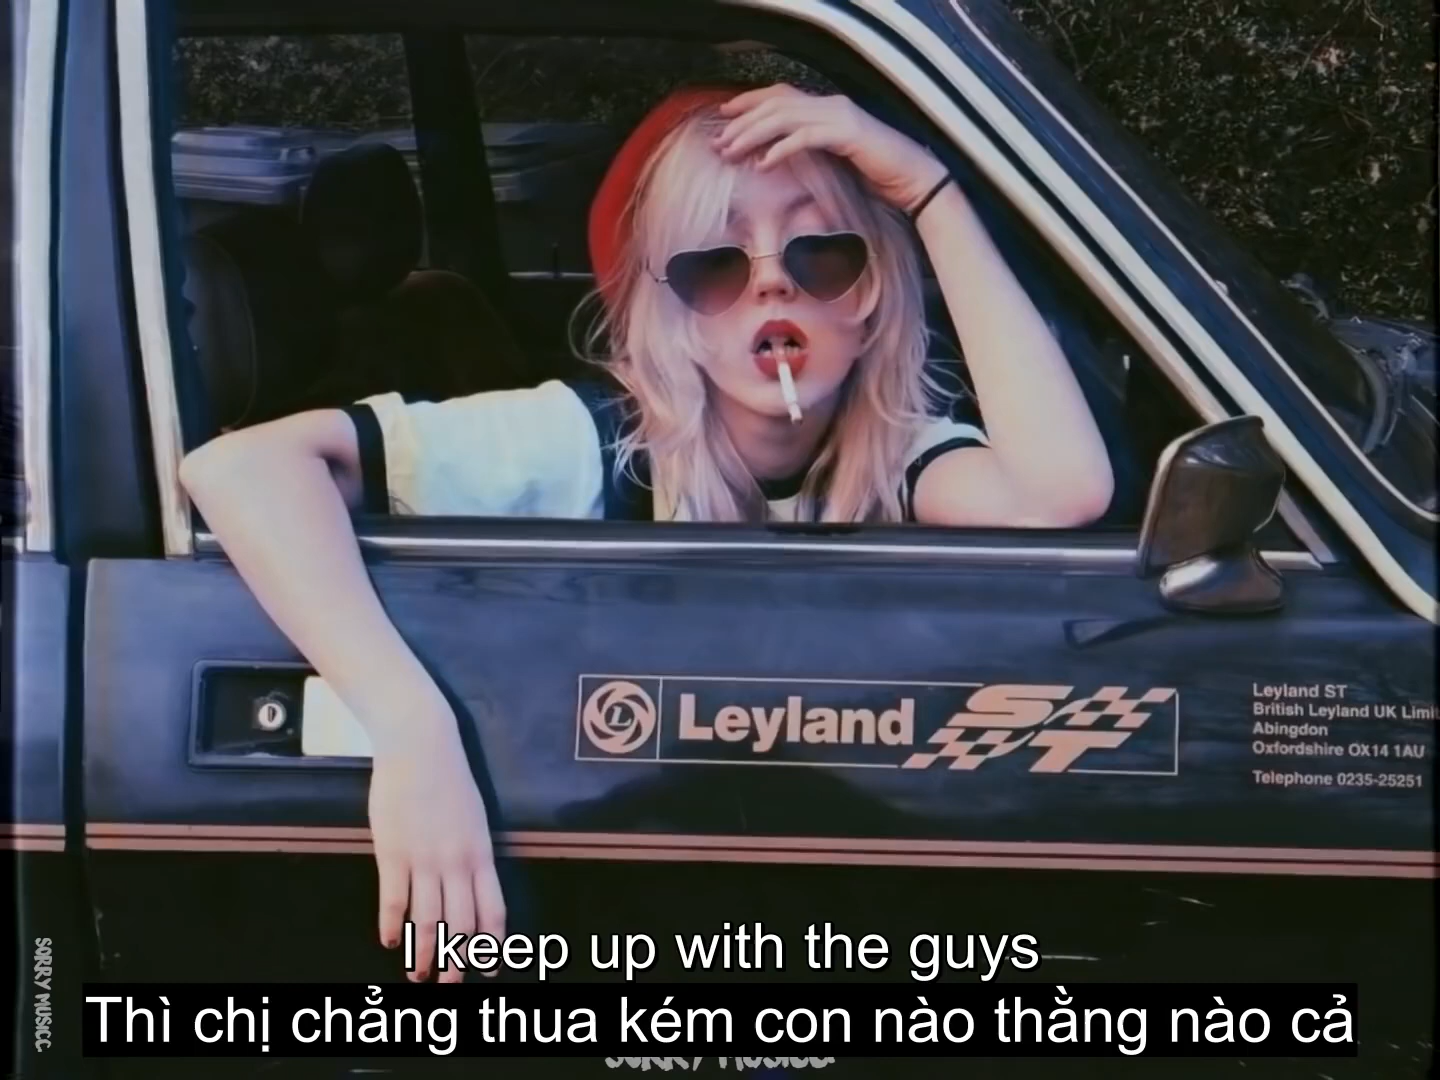 L
Leyland ST
Leyland ST
British Leyland UK Limit
Abingdon
Oxfordshire OX14 1AU
Telephone 0235-25251
SORRY MUSICC.
I keep up with the guys
Thì chị chẳng thua kém con nào thằng nào cả